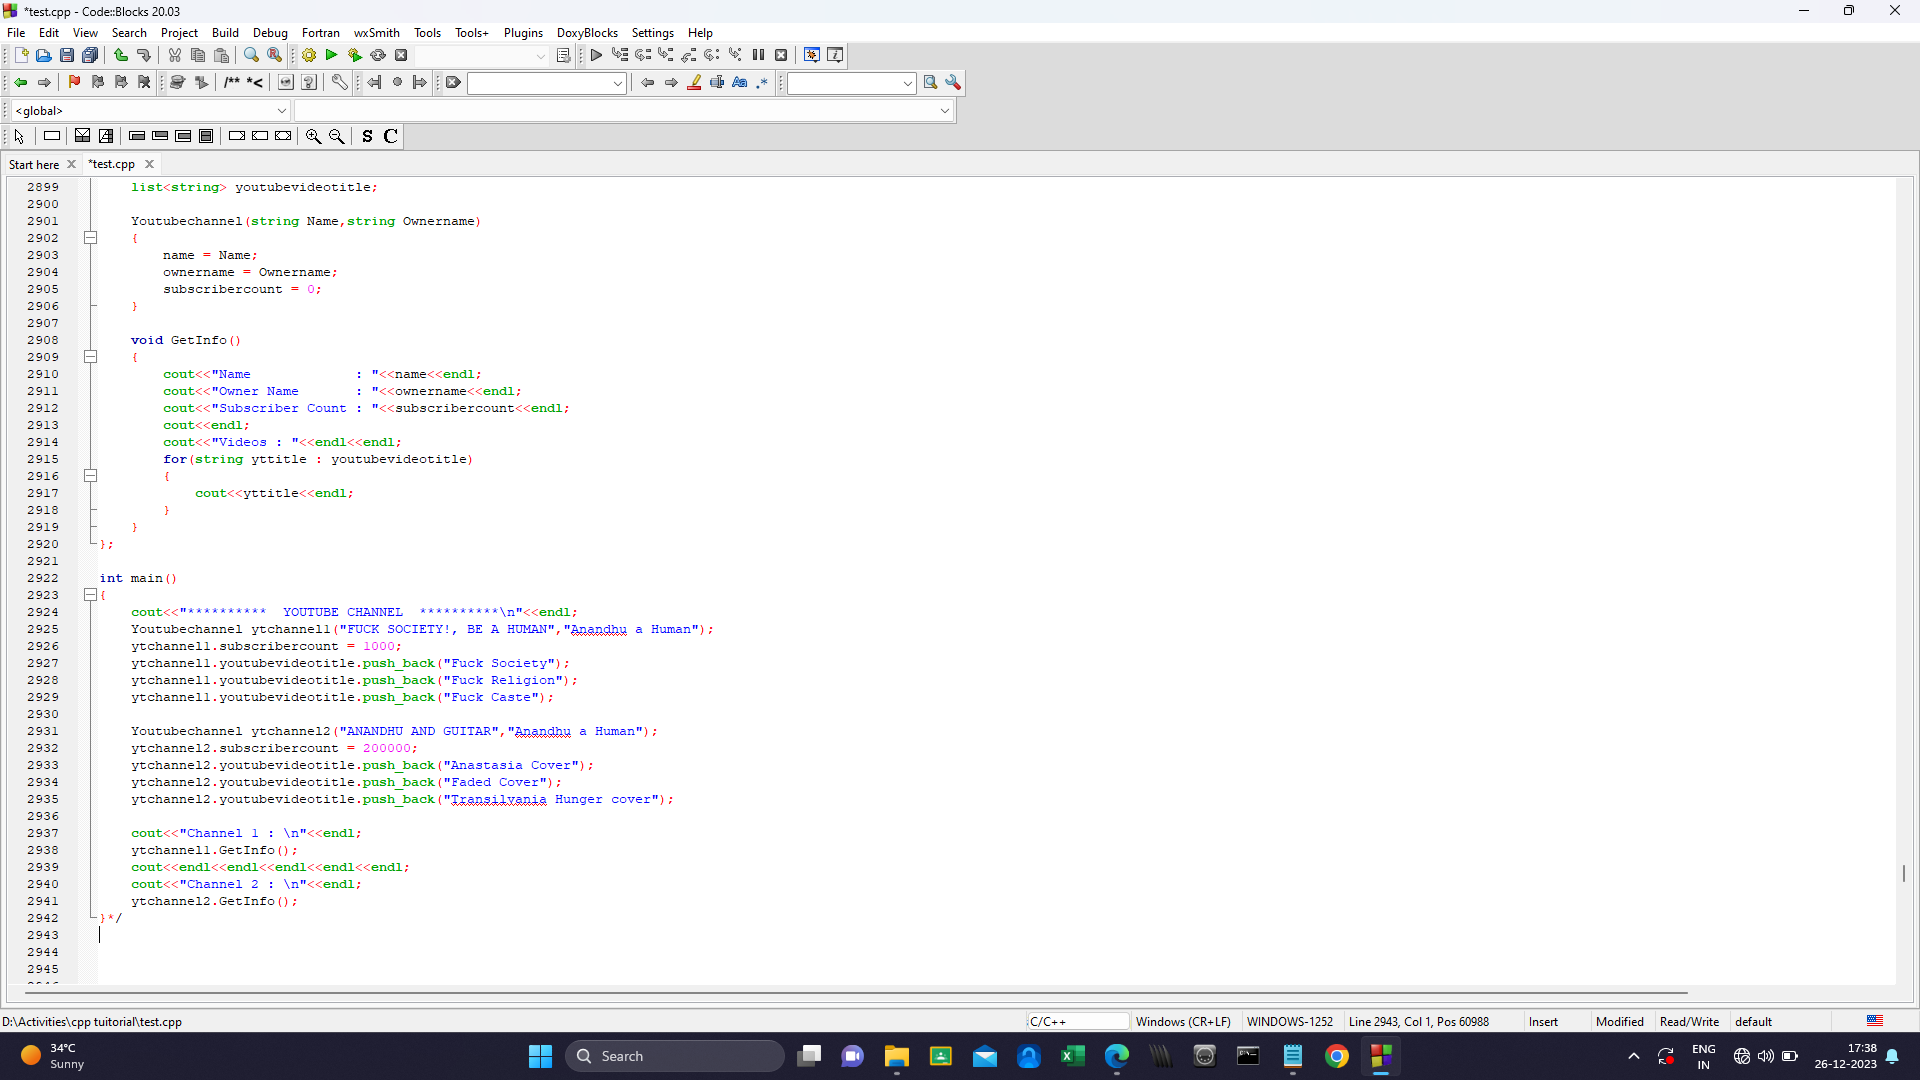 *test.cpp - Code::Blocks 20.03
File Edit View Search Project Build Debug Fortran wxSmith Tools Tools+ Plugins DoxyBlocks Settings Help
/** *<
<global>
S C
Start here *test.cpp
2899 list<string> youtubevideotitle;
2900
2901 Youtubechannel(string Name,string Ownername)
2902 {
2903 name = Name;
2904 ownername = Ownername;
2905 subscribercount = 0;
2906 }
2907
2908 void GetInfo()
2909 {
2910 cout<<"Name : "<<name<<endl;
2911 cout<<"Owner Name : "<<ownername<<endl;
2912 cout<<"Subscriber Count : "<<subscribercount<<endl;
2913 cout<<endl;
2914 cout<<"Videos : "<<endl<<endl;
2915 for(string yttitle : youtubevideotitle)
2916 {
2917 cout<<yttitle<<endl;
2918 }
2919 }
2920 };
2921
2922 int main()
2923 {
2924 cout<<"********** YOUTUBE CHANNEL **********\n"<<endl;
2925 Youtubechannel ytchannel1("FUCK SOCIETY!, BE A HUMAN","Anandhu a Human");
2926 ytchannel1.subscribercount = 1000;
2927 ytchannel1.youtubevideotitle.push_back("Fuck Society");
2928 ytchannel1.youtubevideotitle.push_back("Fuck Religion");
2929 ytchannel1.youtubevideotitle.push_back("Fuck Caste");
2930
2931 Youtubechannel ytchannel2("ANANDHU AND GUITAR","Anandhu a Human");
2932 ytchannel2.subscribercount = 200000;
2933 ytchannel2.youtubevideotitle.push_back("Anastasia Cover");
2934 ytchannel2.youtubevideotitle.push_back("Faded Cover");
2935 ytchannel2.youtubevideotitle.push_back("Transilvania Hunger cover");
2936
2937 cout<<"Channel 1 : \n"<<endl;
2938 ytchannel1.GetInfo();
2939 cout<<endl<<endl<<endl<<endl<<endl;
2940 cout<<"Channel 2 : \n"<<endl;
2941 ytchannel2.GetInfo();
2942 }*/
2943
2944
2945
D:\Activities\cpp tuitorial\test.cpp C/C++ Windows (CR+LF) WINDOWS-1252 Line 2943, Col 1, Pos 60988 Insert Modified Read/Write default
34°C
Sunny
Search
ENG
IN
17:38
26-12-2023